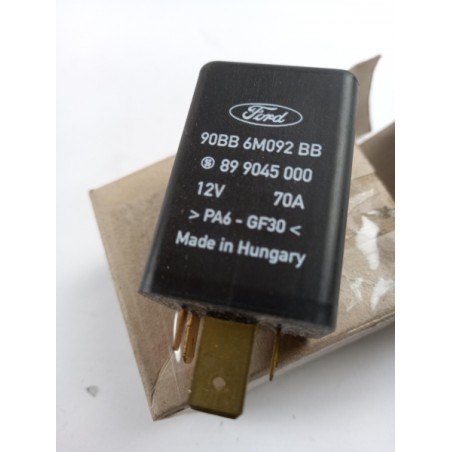 Ford
90BB 6M092 BB
89 9045 000
12V 70A
> PA6 - GF30 <
Made in Hungary